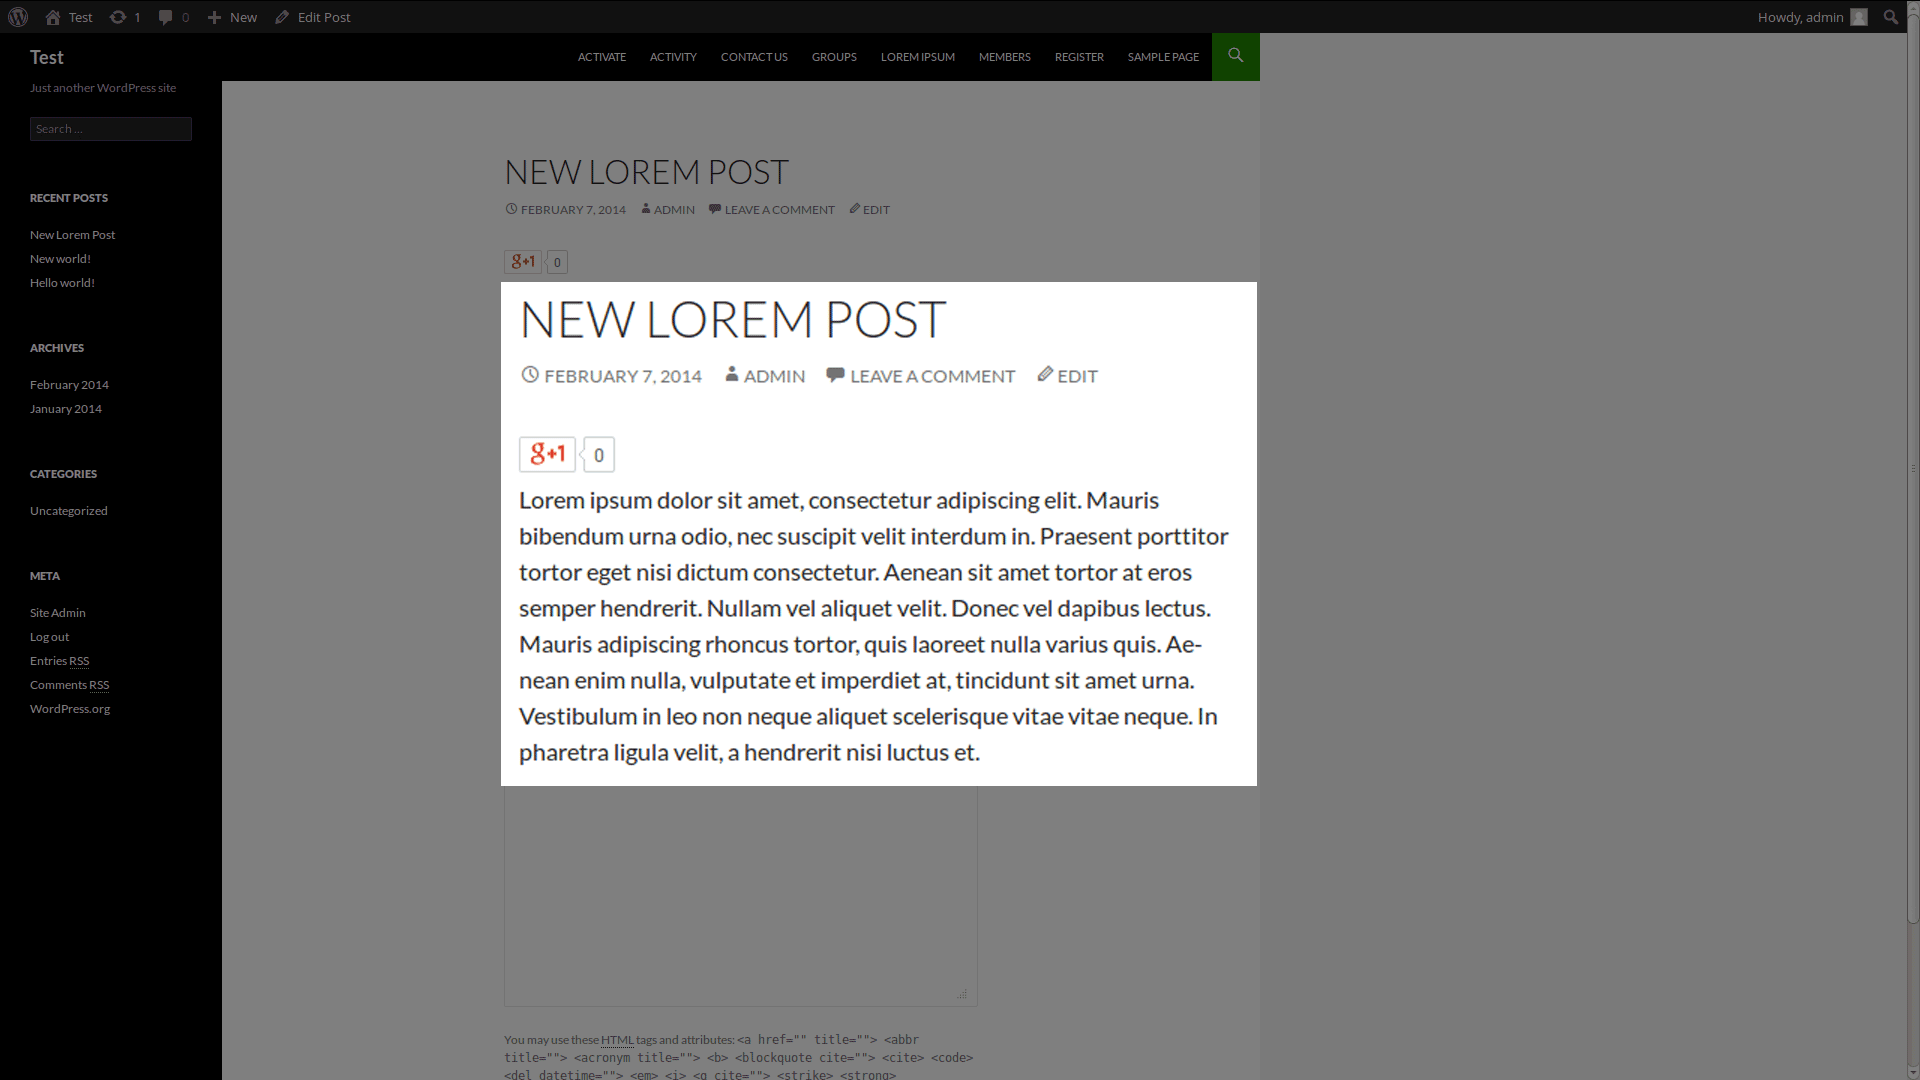 Test
1
0
New
Edit Post
Howdy, admin
Test
ACTIVATE
ACTIVITY
CONTACT US
GROUPS
LOREM IPSUM
MEMBERS
REGISTER
SAMPLE PAGE
Just another WordPress site
Search ...
RECENT POSTS
New Lorem Post
New world!
Hello world!
ARCHIVES
February 2014
January 2014
CATEGORIES
Uncategorized
META
Site Admin
Log out
Entries RSS
Comments RSS
WordPress.org
NEW LOREM POST
FEBRUARY 7, 2014 ADMIN LEAVE A COMMENT EDIT
g+1 0
NEW LOREM POST
FEBRUARY 7, 2014 ADMIN LEAVE A COMMENT EDIT
g+1 0
Lorem ipsum dolor sit amet, consectetur adipiscing elit. Mauris
bibendum urna odio, nec suscipit velit interdum in. Praesent porttitor
tortor eget nisi dictum consectetur. Aenean sit amet tortor at eros
semper hendrerit. Nullam vel aliquet velit. Donec vel dapibus lectus.
Mauris adipiscing rhoncus tortor, quis laoreet nulla varius quis. Ae-
nean enim nulla, vulputate et imperdiet at, tincidunt sit amet urna.
Vestibulum in leo non neque aliquet scelerisque vitae vitae neque. In
pharetra ligula velit, a hendrerit nisi luctus et.
You may use these HTML tags and attributes: <a href="" title=""> <abbr
title=""> <acronym title=""> <b> <blockquote cite=""> <cite> <code>
<del datetime=""> <em> <i> <q cite=""> <strike> <strong>